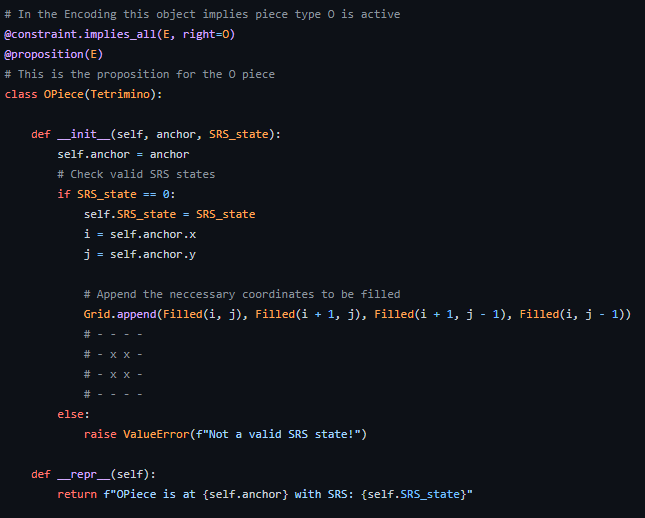 # In the Encoding this object implies piece type O is active
@constraint.implies_all(E, right=O)
@proposition(E)
# This is the proposition for the O piece
class OPiece(Tetrimino):
    def __init__(self, anchor, SRS_state):
        self.anchor = anchor
        # Check valid SRS states
        if SRS_state == 0:
            self.SRS_state = SRS_state
            i = self.anchor.x
            j = self.anchor.y
            # Append the neccessary coordinates to be filled
            Grid.append(Filled(i, j), Filled(i + 1, j), Filled(i + 1, j - 1), Filled(i, j - 1))
            # - - - -
            # - x x -
            # - x x -
            # - - - -
        else:
            raise ValueError(f"Not a valid SRS state!")
    def __repr__(self):
        return f"OPiece is at {self.anchor} with SRS: {self.SRS_state}"